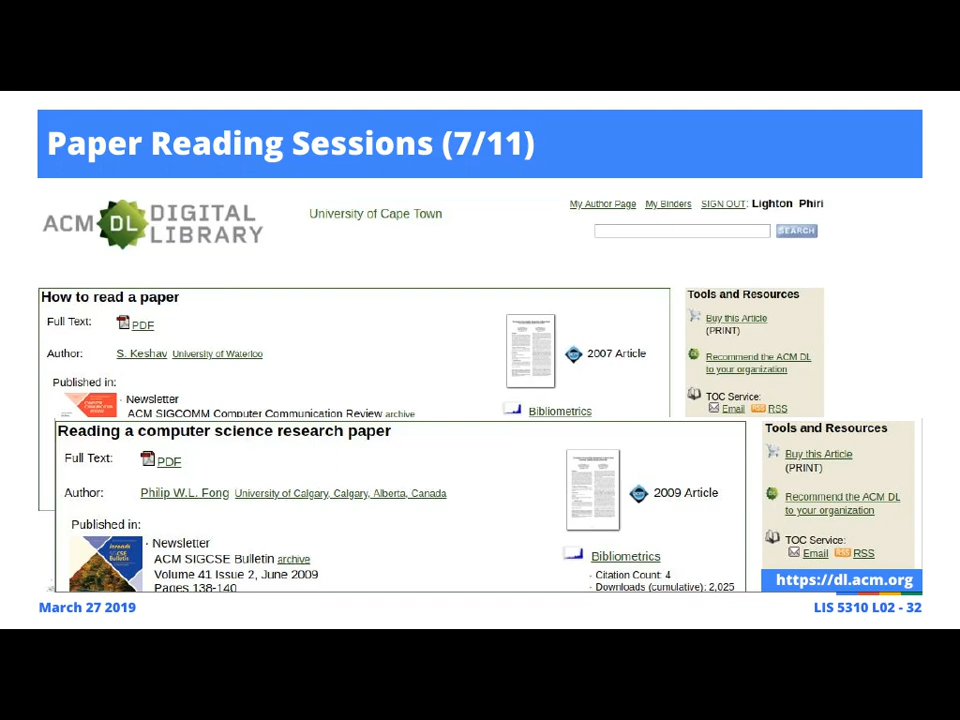 Paper Reading Sessions (7/11)
ACM DL DIGITAL LIBRARY
University of Cape Town
My Author Page My Binders SIGN OUT: Lighton Phiri
SEARCH
How to read a paper
Full Text: PDF
Author: S. Keshav University of Waterloo
2007 Article
Published in:
· Newsletter
ACM SIGCOMM Computer Communication Review archive
Bibliometrics
Tools and Resources
Buy this Article
(PRINT)
Recommend the ACM DL
to your organization
TOC Service:
Email RSS
Reading a computer science research paper
Full Text: PDF
Author: Philip W.L. Fong University of Calgary, Calgary, Alberta, Canada
2009 Article
Published in:
inroads
CSE
Bulletin
· Newsletter
ACM SIGCSE Bulletin archive
Volume 41 Issue 2, June 2009
Pages 138-140
Bibliometrics
· Citation Count: 4
· Downloads (cumulative): 2,025
Tools and Resources
Buy this Article
(PRINT)
Recommend the ACM DL
to your organization
TOC Service:
Email RSS
https://dl.acm.org
March 27 2019
LIS 5310 L02 - 32